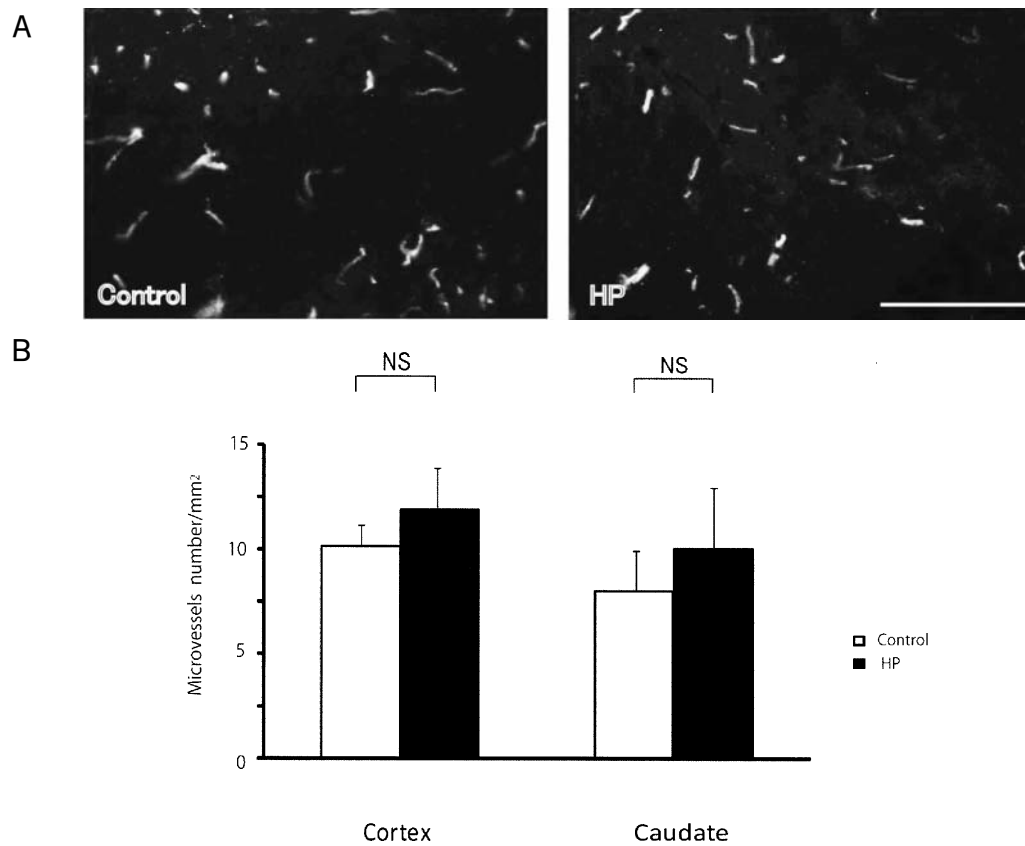 A
Control
HP
B
NS
NS
Microvessels number/mm²
15
10
5
0
Control
HP
Cortex
Caudate